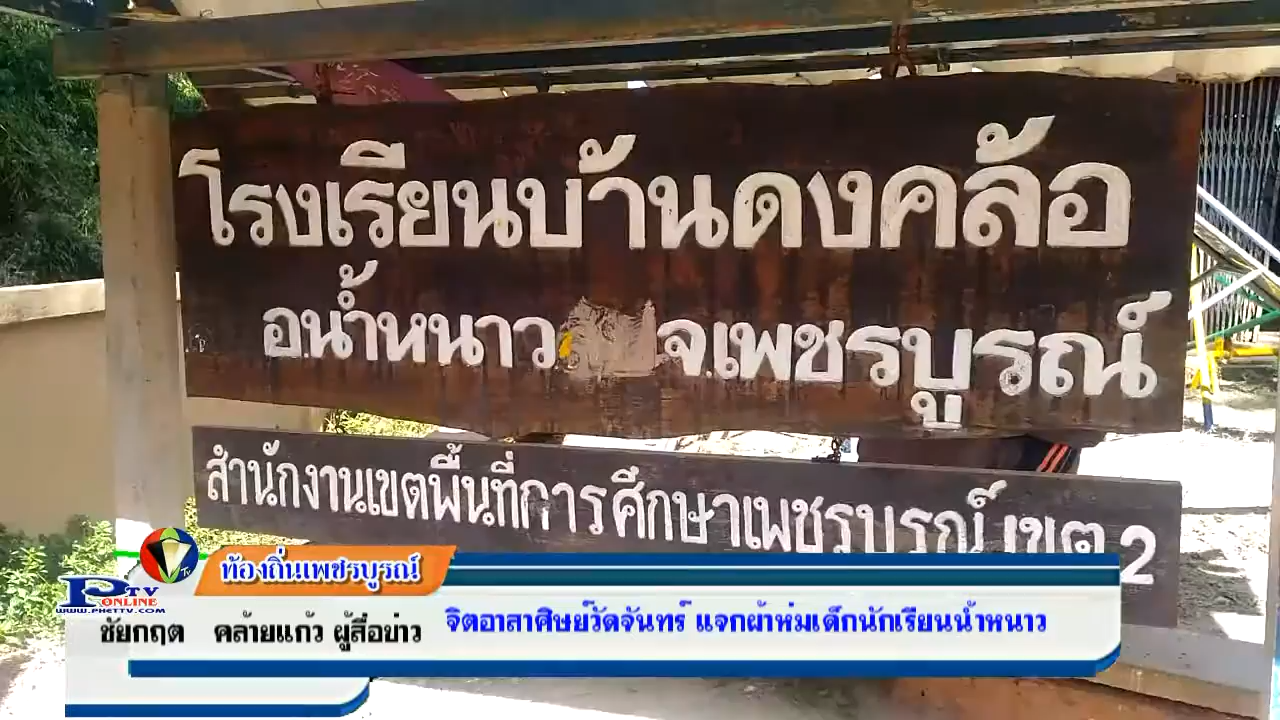 โรงเรียนบ้านดงคล้อ
อ.น้ำหนาว จ.เพชรบูรณ์
สำนักงานเขตพื้นที่การศึกษาเพชรบูรณ์ เขต 2
ท้องถิ่นเพชรบูรณ์
PTV ONLINE
WWW.PHETTV.COM
ชัยกฤต คล้ายแก้ว ผู้สื่อข่าว
จิตอาสาศิษย์วัดจันทร์ แจกผ้าห่มเด็กนักเรียนน้ำหนาว